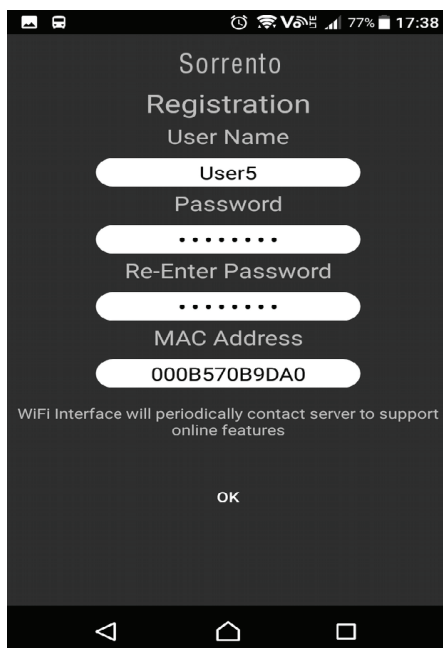 77% 17:38
Sorrento
Registration
User Name
User5
Password
••••••••
Re-Enter Password
••••••••
MAC Address
000B570B9DA0
WiFi Interface will periodically contact server to support
online features
OK